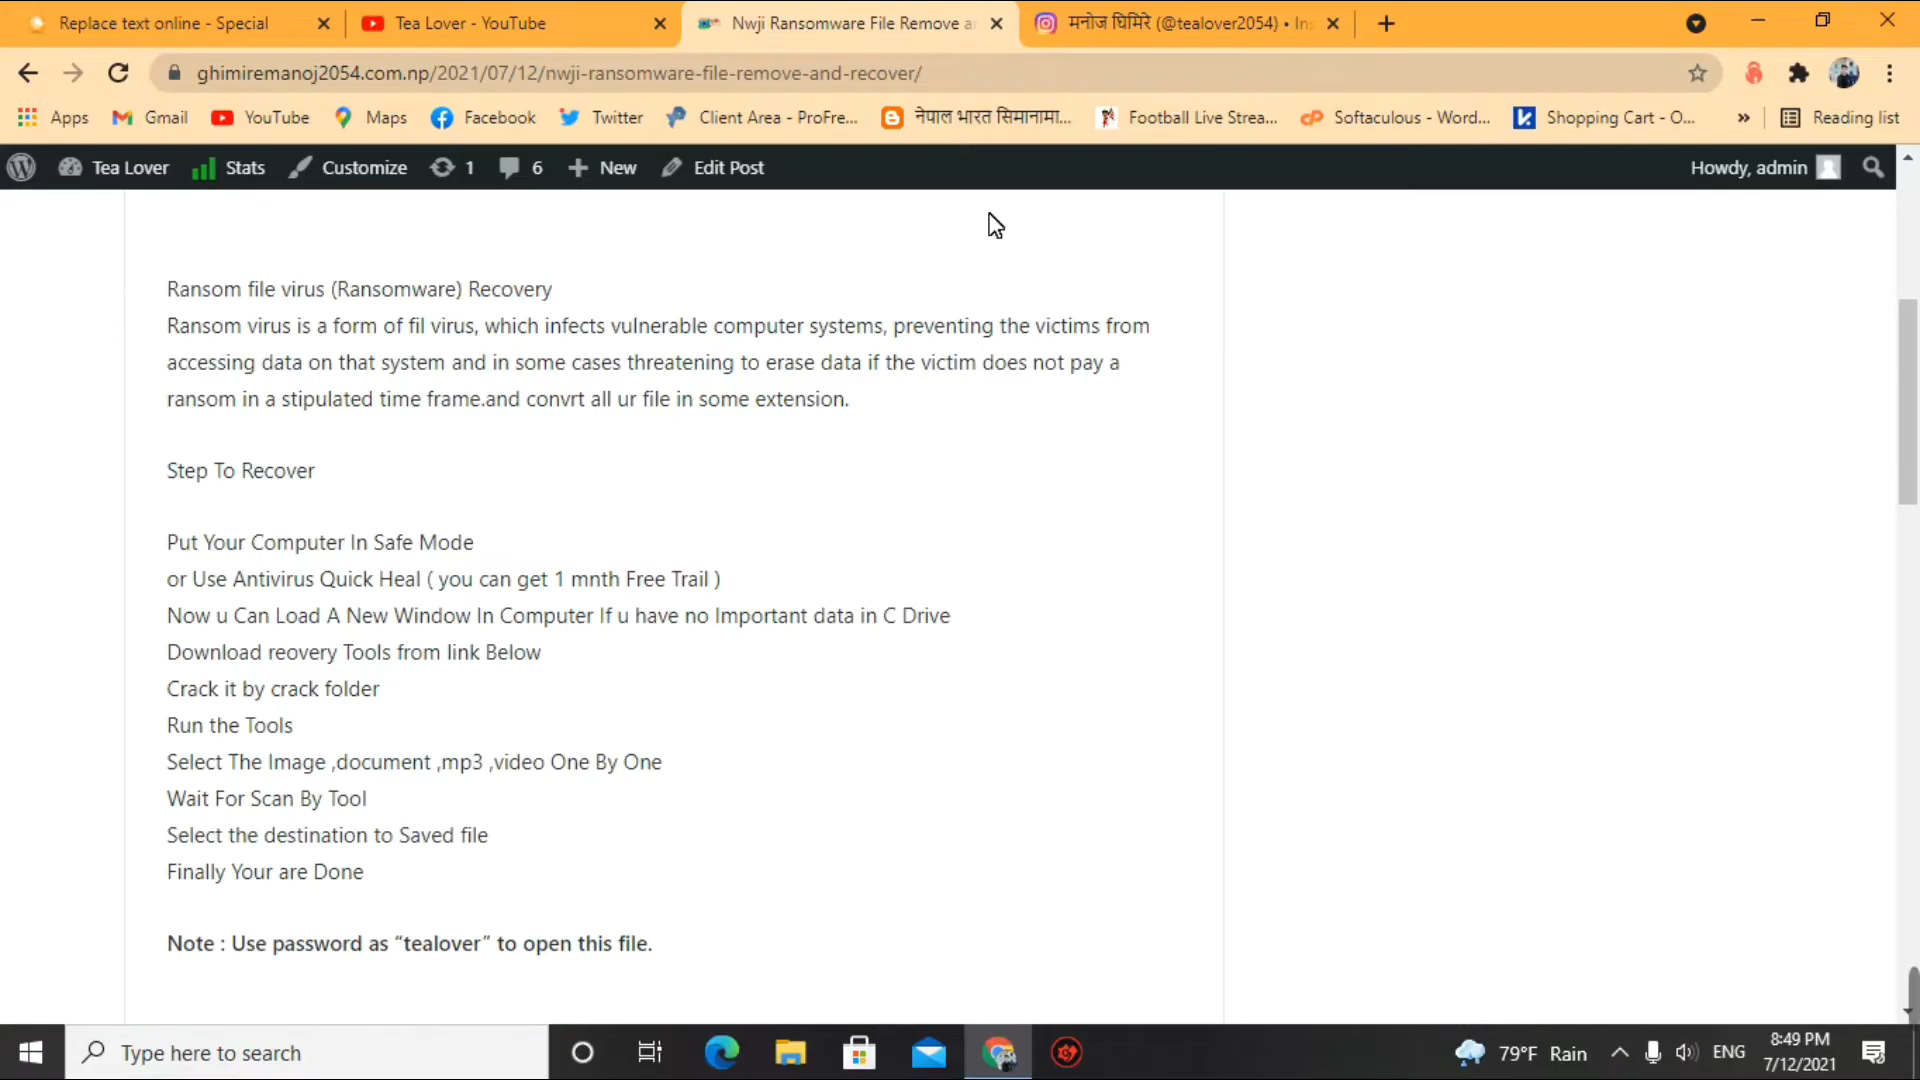 Replace text online - Special
Tea Lover - YouTube
Nwji Ransomware File Remove a
मनोज घिमिरे (@tealover2054) • In
ghimiremanoj2054.com.np/2021/07/12/nwji-ransomware-file-remove-and-recover/
Apps
Gmail
YouTube
Maps
Facebook
Twitter
Client Area - ProFre...
नेपाल भारत सिमानामा...
Football Live Strea...
Softaculous - Word...
Shopping Cart - O...
»
Reading list
Tea Lover
Stats
Customize
1
6
New
Edit Post
Howdy, admin
Ransom file virus (Ransomware) Recovery
Ransom virus is a form of fil virus, which infects vulnerable computer systems, preventing the victims from
accessing data on that system and in some cases threatening to erase data if the victim does not pay a
ransom in a stipulated time frame.and convrt all ur file in some extension.
Step To Recover
Put Your Computer In Safe Mode
or Use Antivirus Quick Heal ( you can get 1 mnth Free Trail )
Now u Can Load A New Window In Computer If u have no Important data in C Drive
Download reovery Tools from link Below
Crack it by crack folder
Run the Tools
Select The Image ,document ,mp3 ,video One By One
Wait For Scan By Tool
Select the destination to Saved file
Finally Your are Done
Note : Use password as “tealover” to open this file.
Type here to search
79°F Rain
ENG
8:49 PM
7/12/2021